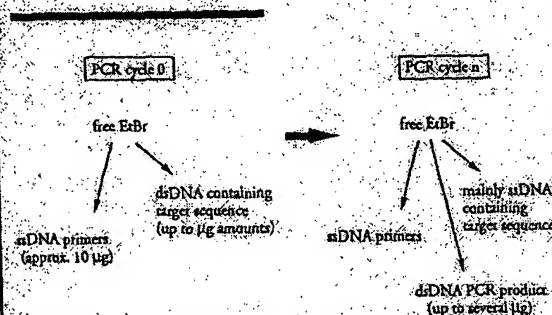 PCR cycle 0
free EtBr
dsDNA containing
target sequence
(up to µg amounts)
ssDNA primers
(approx. 10 µg)
PCR cycle n
free EtBr
mainly ssDNA
containing
target sequence
ssDNA primers
dsDNA PCR product
(up to several µg)